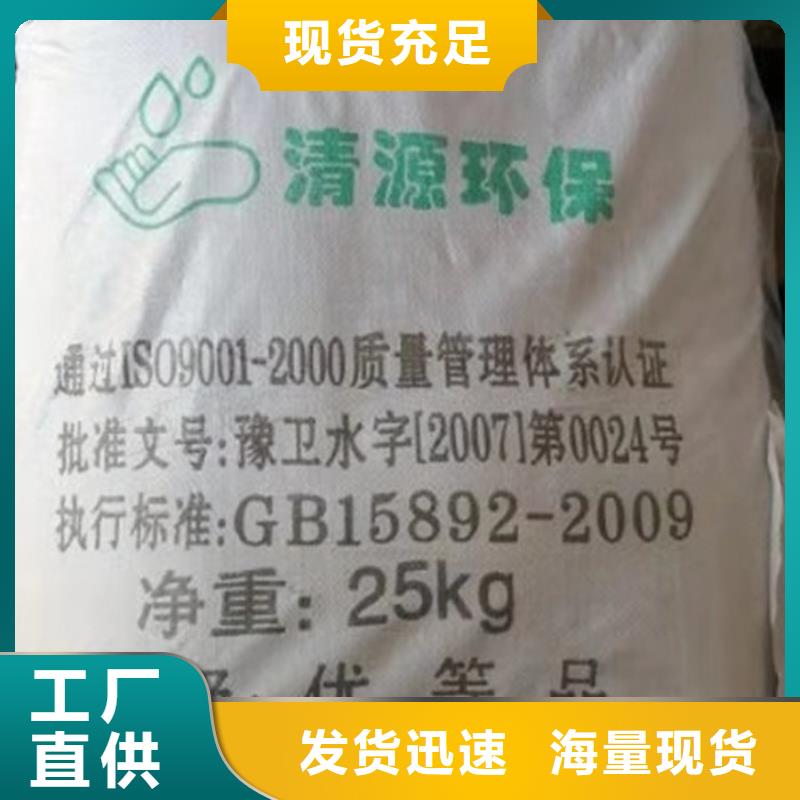 现货充足
清源环保
通过ISO9001-2000质量管理体系认证
批准文号:豫卫水字[2007]第0024号
执行标准:GB15892-2009
净重:25kg
优等品
工厂
直供
发货迅速 海量现货